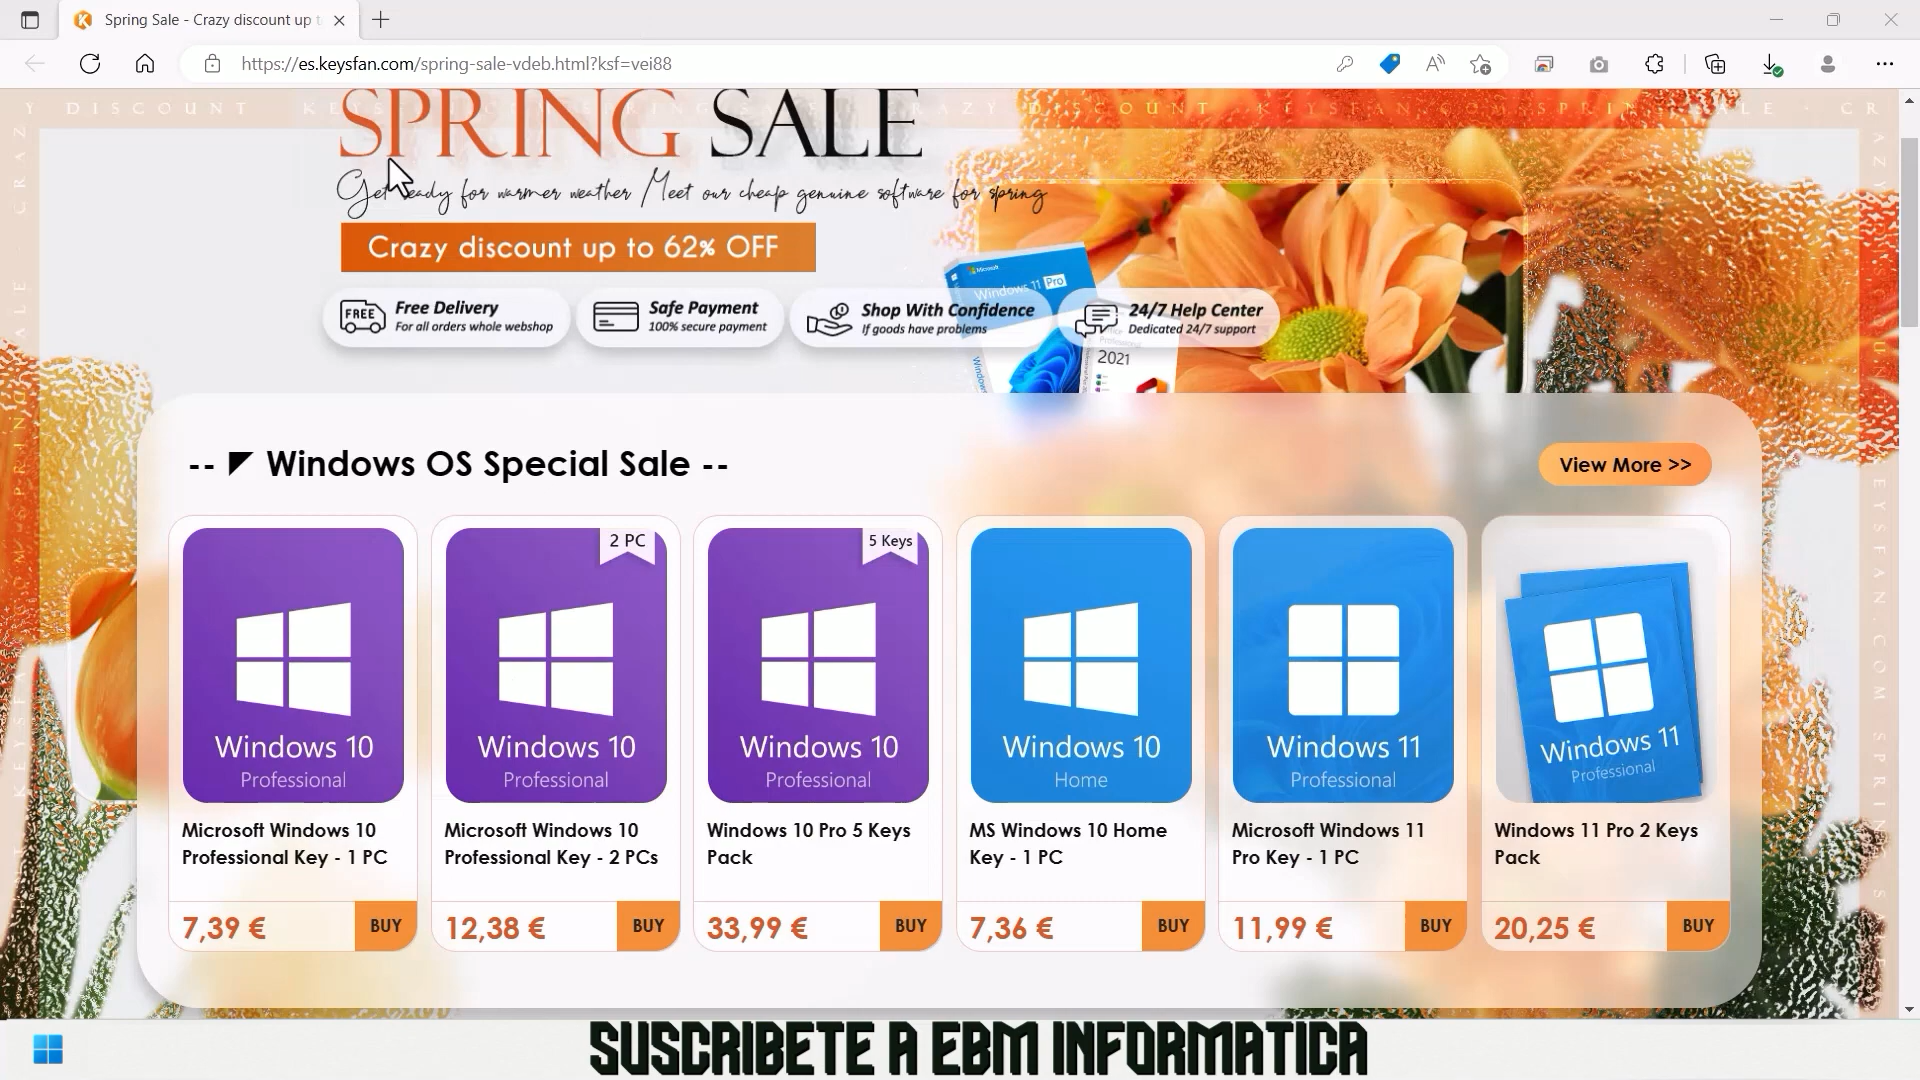 Spring Sale - Crazy discount up t
https://es.keysfan.com/spring-sale-vdeb.html?ksf=vei88
SPRING SALE
Get ready for warmer weather Meet our cheap genuine software for spring
Crazy discount up to 62% OFF
Free Delivery
For all orders whole webshop
Safe Payment
100% secure payment
Shop With Confidence
If goods have problems
24/7 Help Center
Dedicated 24/7 support
FREE
Microsoft
Windows 11 Pro
2021
-- Windows OS Special Sale --
View More >>
Windows 10
Professional
Microsoft Windows 10
Professional Key - 1 PC
7,39 €
BUY
2 PC
Windows 10
Professional
Microsoft Windows 10
Professional Key - 2 PCs
12,38 €
BUY
5 Keys
Windows 10
Professional
Windows 10 Pro 5 Keys
Pack
33,99 €
BUY
Windows 10
Home
MS Windows 10 Home
Key - 1 PC
7,36 €
BUY
Windows 11
Professional
Microsoft Windows 11
Pro Key - 1 PC
11,99 €
BUY
Windows 11
Professional
Windows 11 Pro 2 Keys
Pack
20,25 €
BUY
SUSCRIBETE A EBM INFORMATICA